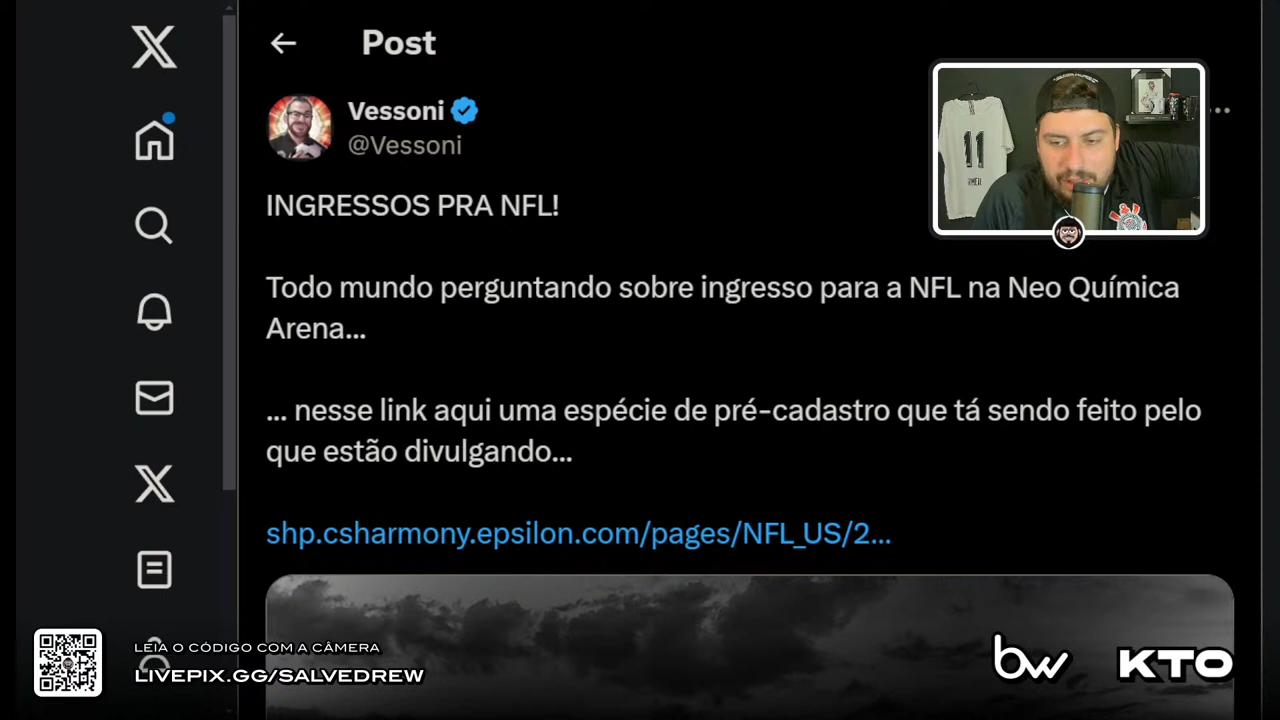 Post
Vessoni
@Vessoni
INGRESSOS PRA NFL!
Todo mundo perguntando sobre ingresso para a NFL na Neo Química
Arena...
... nesse link aqui uma espécie de pré-cadastro que tá sendo feito pelo
que estão divulgando...
shp.csharmony.epsilon.com/pages/NFL_US/2...
11
LEIA O CÓDIGO COM A CÂMERA
LIVEPIX.GG/SALVEDREW
bw
KTO